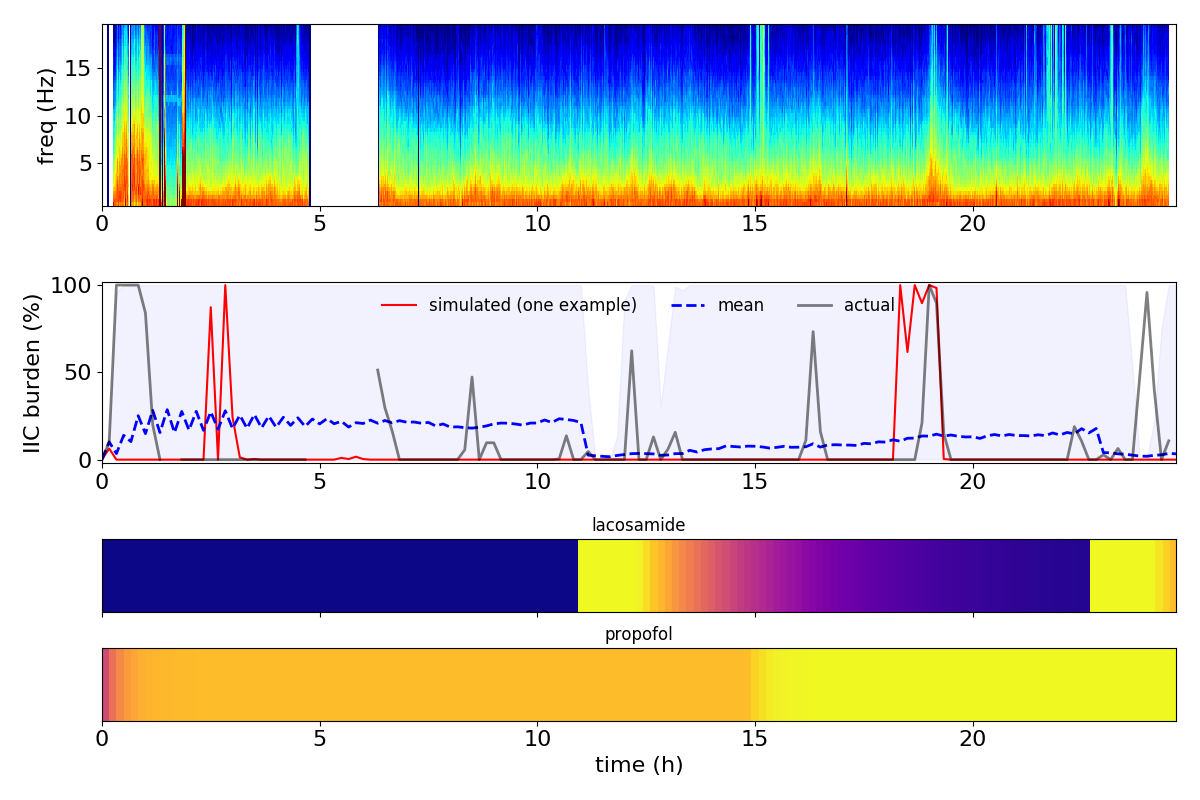 freq (Hz)
15
10
5
0 5 10 15 20
IIC burden (%)
100
50
0
simulated (one example) mean actual
0 5 10 15 20
lacosamide
propofol
0 5 10 15 20
time (h)